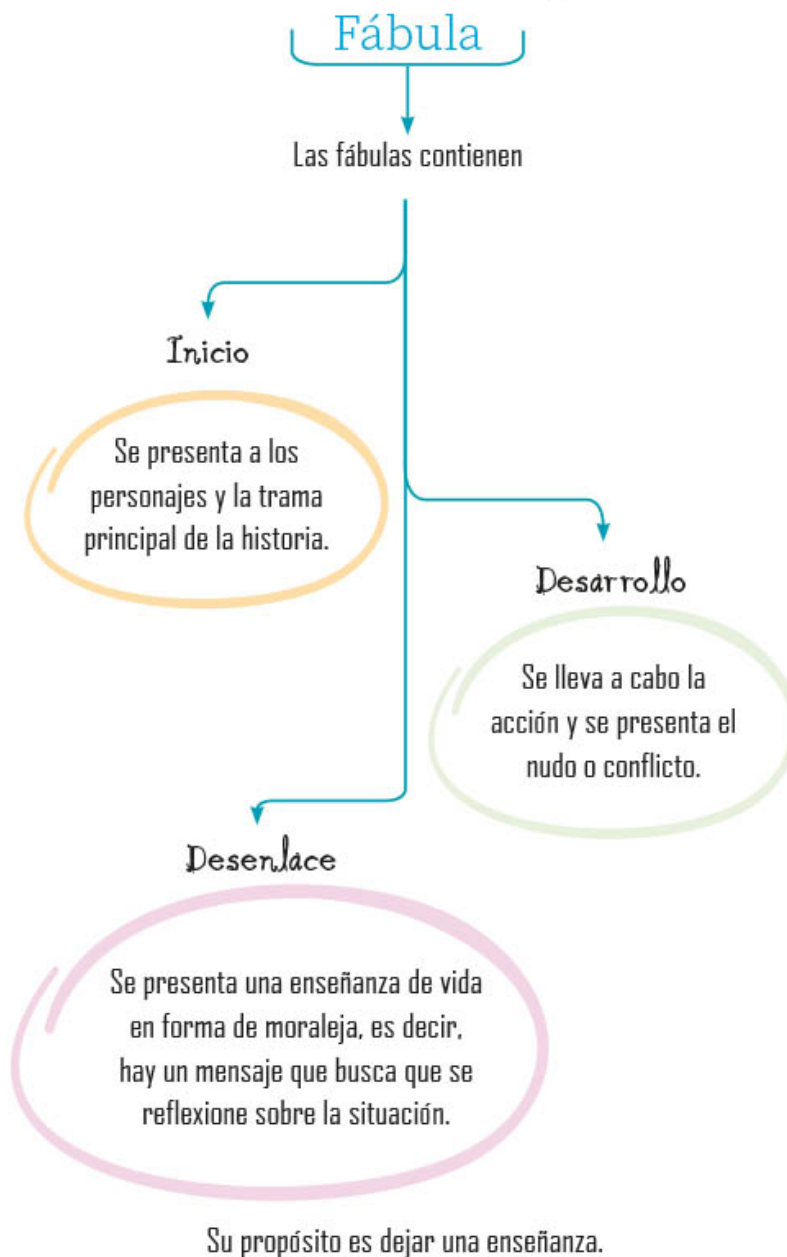 Fábula
Las fábulas contienen
Inicio
Se presenta a los
personajes y la trama
principal de la historia.
Desarrollo
Se lleva a cabo la
acción y se presenta el
nudo o conflicto.
Desenlace
Se presenta una enseñanza de vida
en forma de moraleja, es decir,
hay un mensaje que busca que se
reflexione sobre la situación.
Su propósito es dejar una enseñanza.